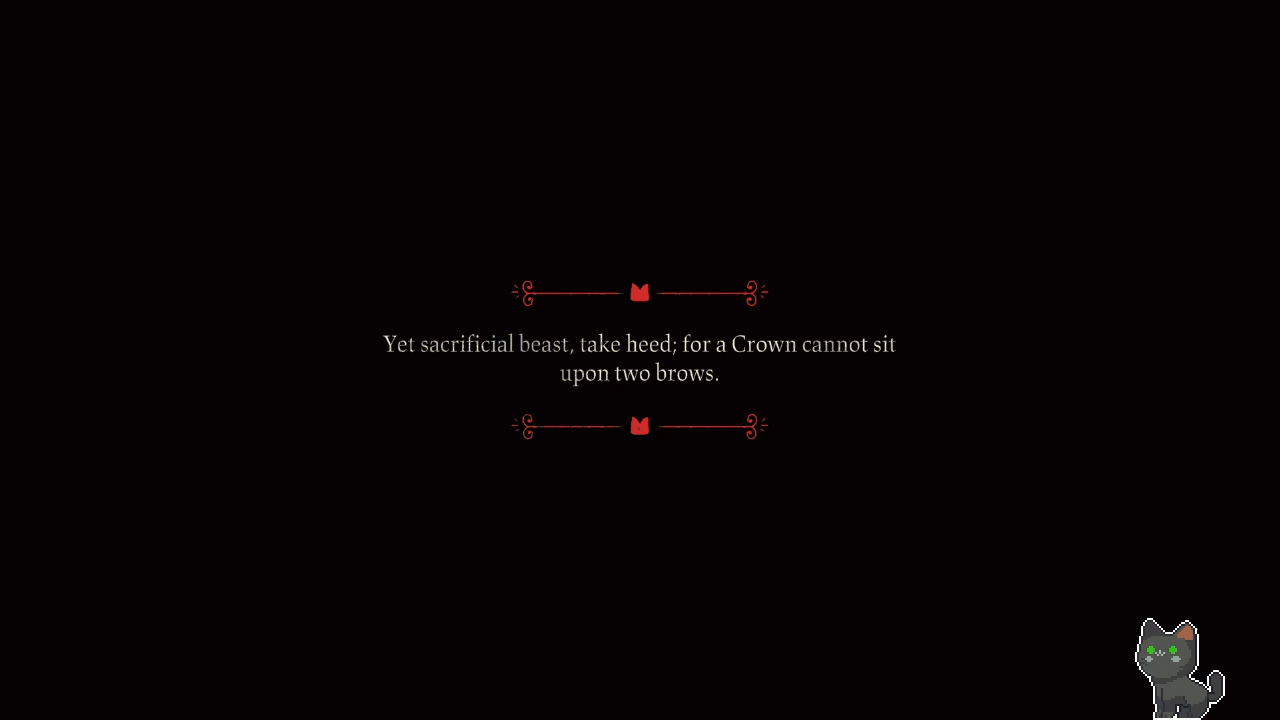 Yet sacrificial beast, take heed; for a Crown cannot sit
upon two brows.